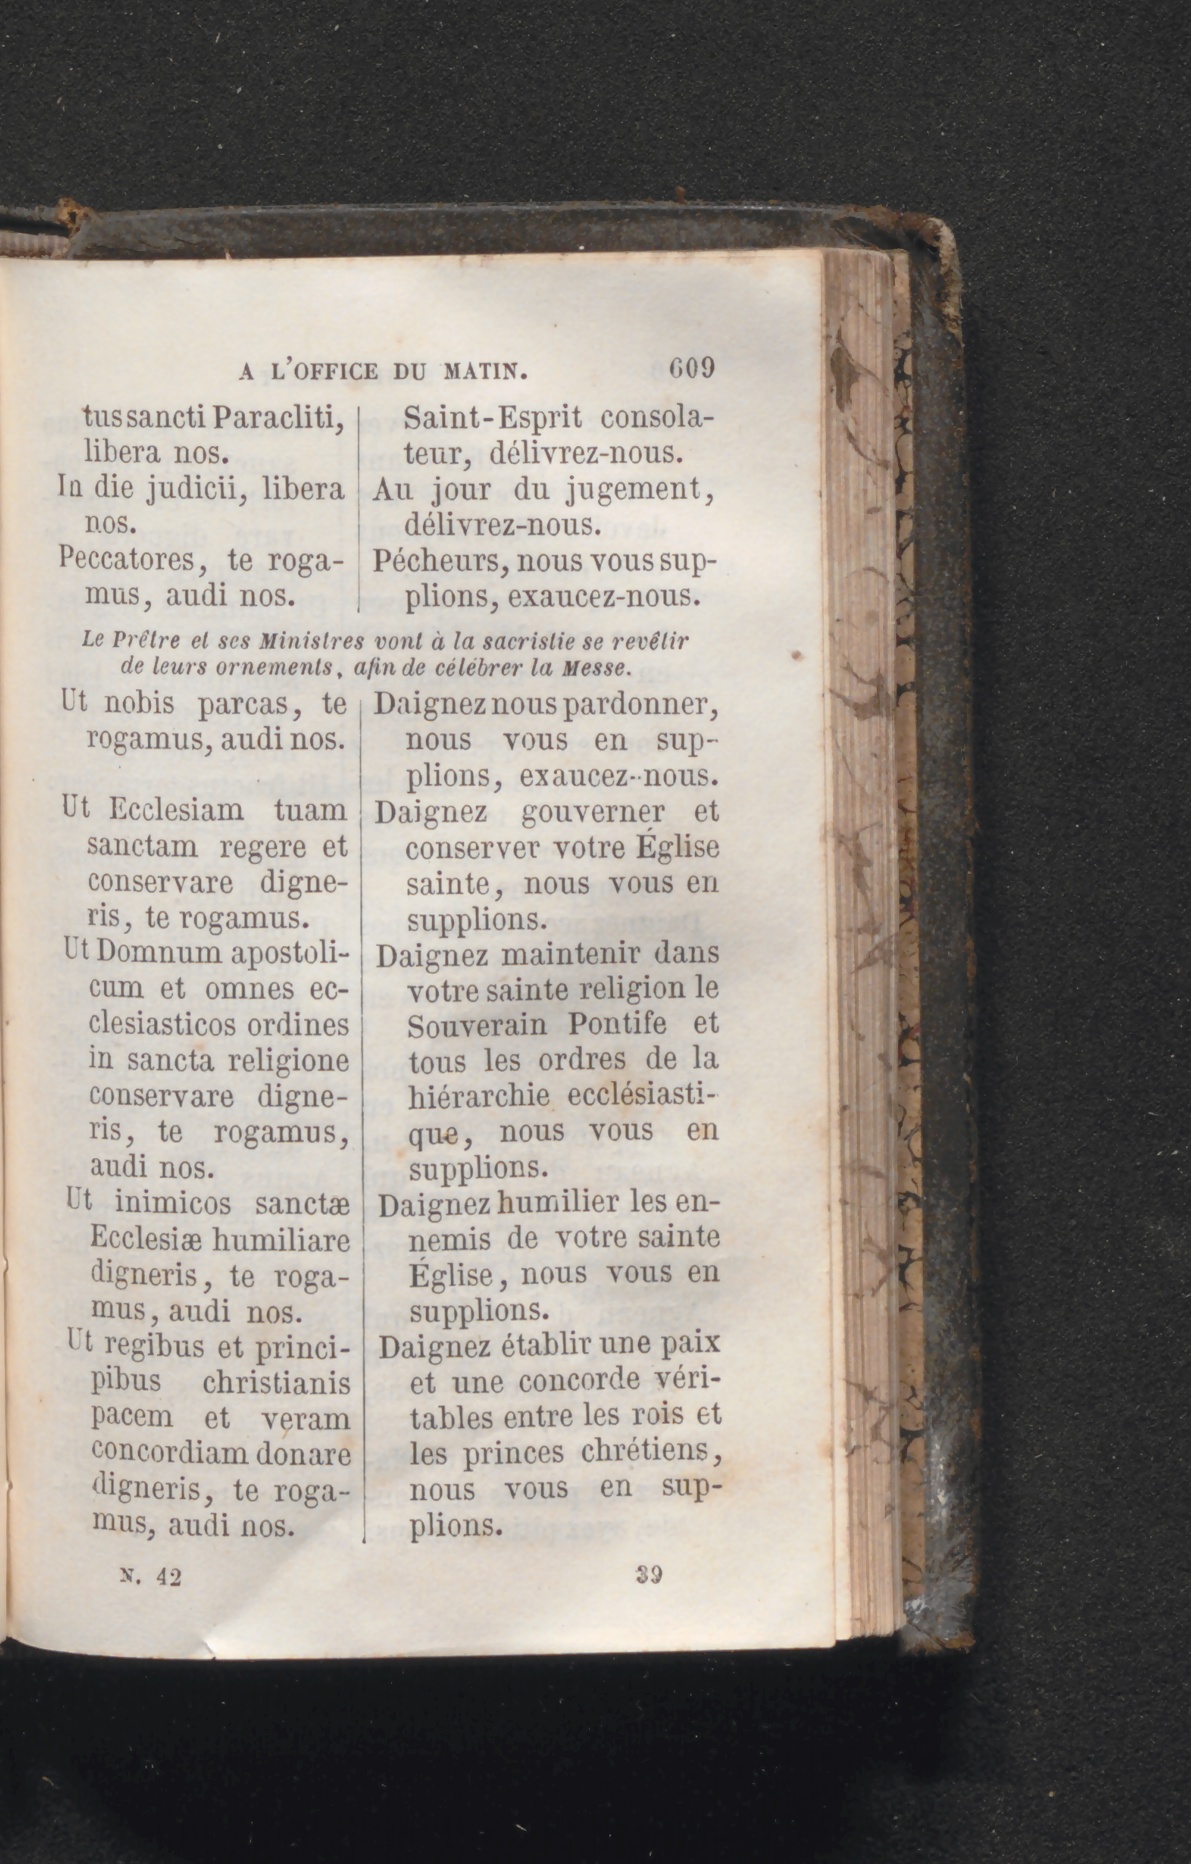 A L'OFFICE DU MATIN. 609
tus sancti Paracliti,
libera nos.
In die judicii, libera
nos.
Peccatores, te roga-
mus, audi nos.
Saint-Esprit consola-
teur, délivrez-nous.
Au jour du jugement,
délivrez-nous.
Pécheurs, nous vous sup-
plions, exaucez-nous.
Le Prêtre et ses Ministres vont à la sacristie se revêtir
de leurs ornements, afin de célébrer la Messe.
Ut nobis parcas, te
rogamus, audi nos.
Ut Ecclesiam tuam
sanctam regere et
conservare digne-
ris, te rogamus.
Ut Domnum apostoli-
cum et omnes ec-
clesiasticos ordines
in sancta religione
conservare digne-
ris, te rogamus,
audi nos.
Ut inimicos sanctæ
Ecclesiæ humiliare
digneris, te roga-
mus, audi nos.
Ut regibus et princi-
pibus christianis
pacem et veram
concordiam donare
digneris, te roga-
mus, audi nos.
Daignez nous pardonner,
nous vous en sup-
plions, exaucez-nous.
Daignez gouverner et
conserver votre Église
sainte, nous vous en
supplions.
Daignez maintenir dans
votre sainte religion le
Souverain Pontife et
tous les ordres de la
hiérarchie ecclésiasti-
que, nous vous en
supplions.
Daignez humilier les en-
nemis de votre sainte
Église, nous vous en
supplions.
Daignez établir une paix
et une concorde véri-
tables entre les rois et
les princes chrétiens,
nous vous en sup-
plions.
N. 42 39